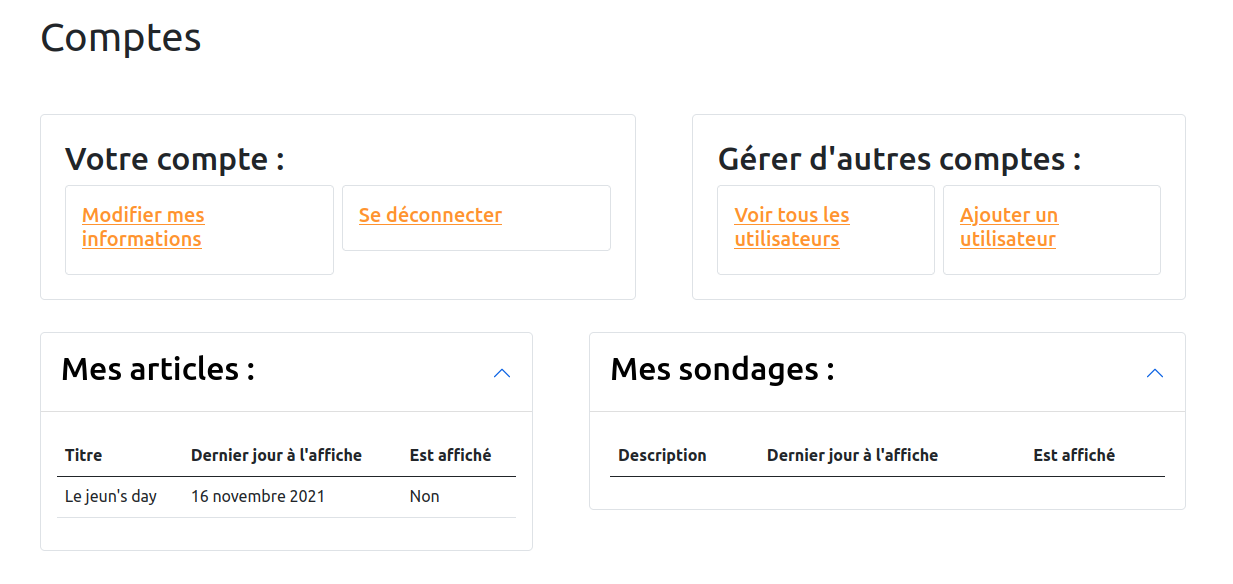 Comptes
Votre compte :
Modifier mes
informations
Se déconnecter
Gérer d'autres comptes :
Voir tous les
utilisateurs
Ajouter un
utilisateur
Mes articles :
Titre Dernier jour à l'affiche Est affiché
Le jeun's day 16 novembre 2021 Non
Mes sondages :
Description Dernier jour à l'affiche Est affiché